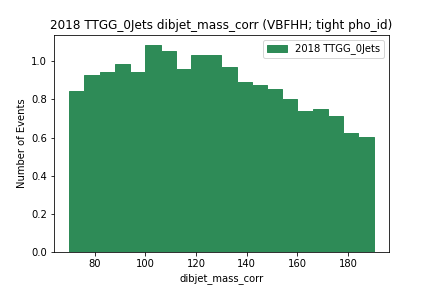 2018 TTGG_0Jets dibjet_mass_corr (VBFHH; tight pho_id)
2018 TTGG_0Jets
Number of Events
1.0
0.8
0.6
0.4
0.2
0.0
80 100 120 140 160 180
dibjet_mass_corr